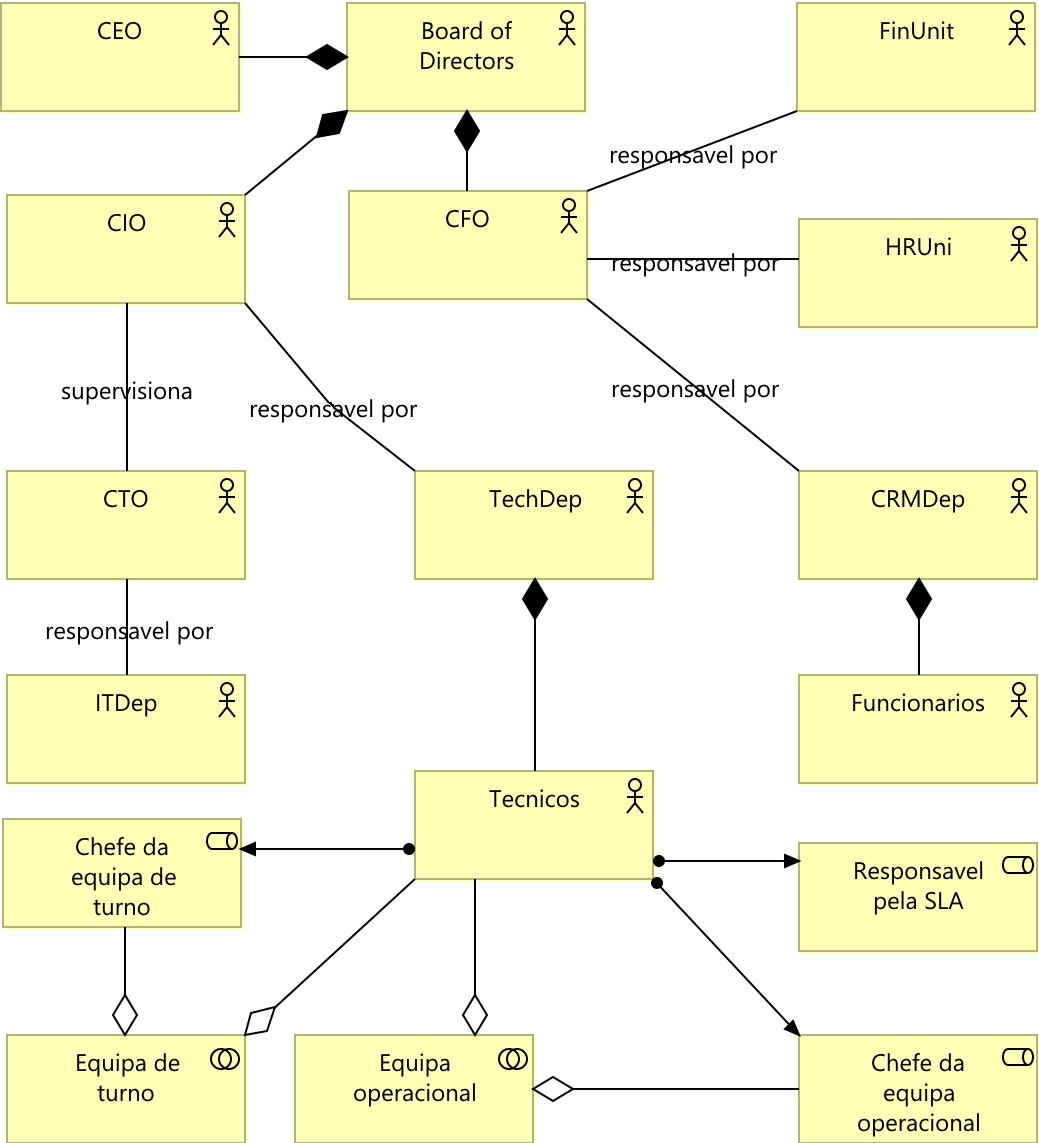 CEO
Board of
Directors
FinUnit
responsavel por
CIO
CFO
HRUni
responsavel por
supervisiona
responsavel por
responsavel por
CTO
TechDep
CRMDep
responsavel por
ITDep
Funcionarios
Tecnicos
Chefe da
equipa de
turno
Responsavel
pela SLA
Equipa de
turno
Equipa
operacional
Chefe da
equipa
operacional